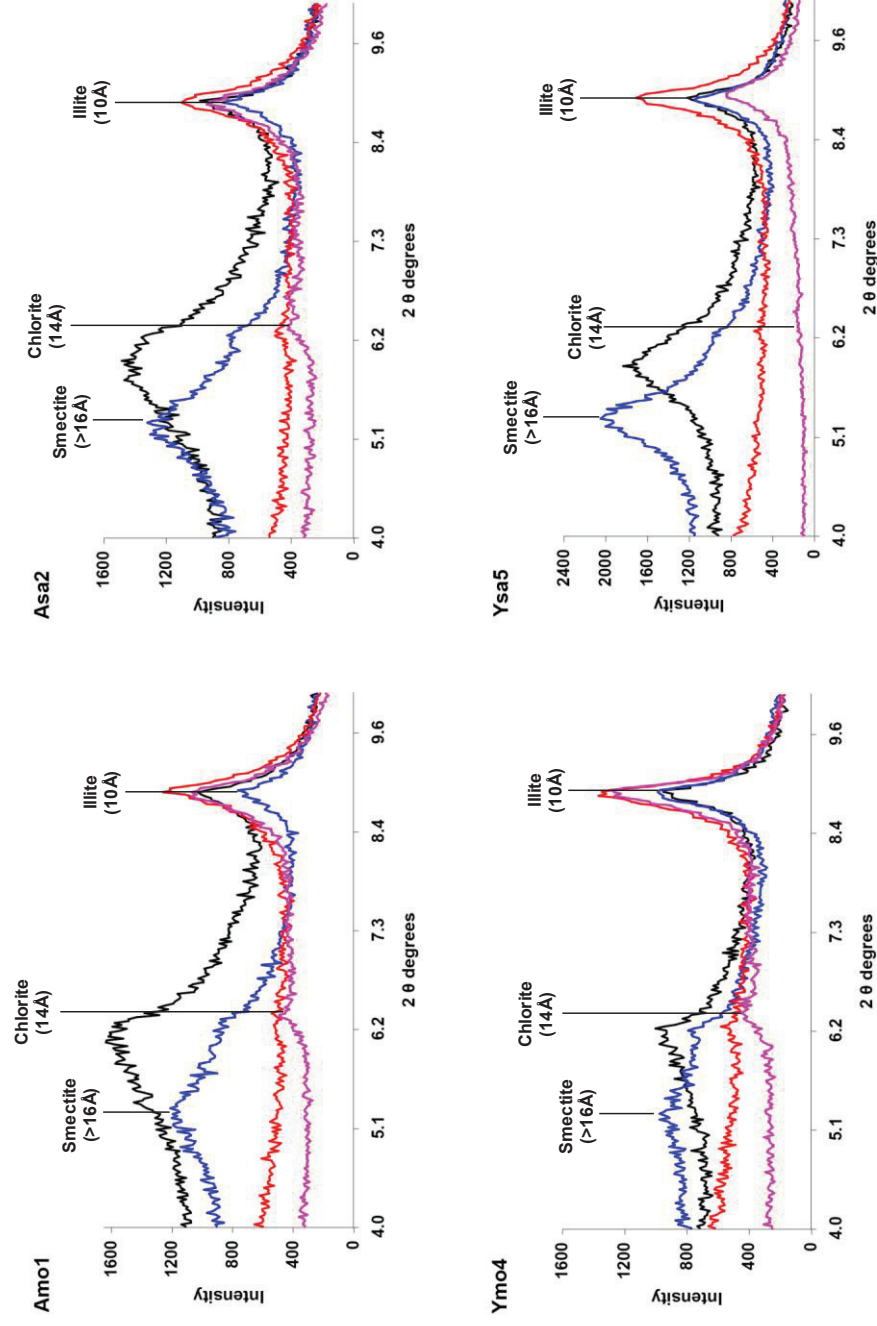 Amo1
Smectite
(>16Å)
Chlorite
(14Å)
Illite
(10Å)
Intensity
1600
1200
800
400
0
4.0 5.1 6.2 7.3 8.4 9.6
2 θ degrees
Asa2
Smectite
(>16Å)
Chlorite
(14Å)
Illite
(10Å)
Intensity
1600
1200
800
400
0
4.0 5.1 6.2 7.3 8.4 9.6
2 θ degrees
Ymo4
Smectite
(>16Å)
Chlorite
(14Å)
Illite
(10Å)
Intensity
1600
1200
800
400
0
4.0 5.1 6.2 7.3 8.4 9.6
2 θ degrees
Ysa5
Smectite
(>16Å)
Chlorite
(14Å)
Illite
(10Å)
Intensity
2400
2000
1600
1200
800
400
0
4.0 5.1 6.2 7.3 8.4 9.6
2 θ degrees